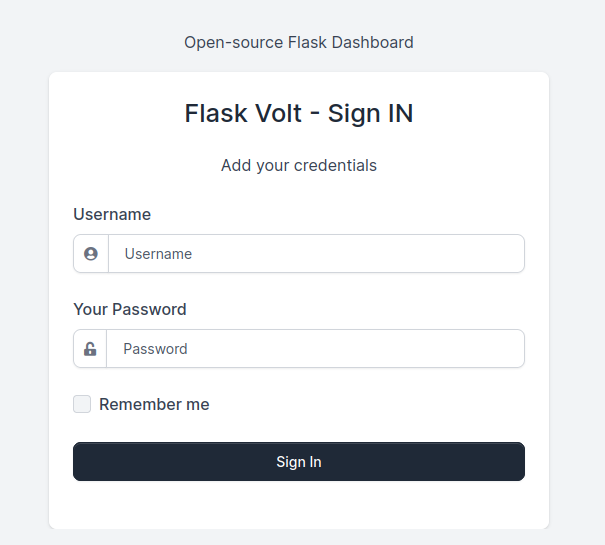 Open-source Flask Dashboard
Flask Volt - Sign IN
Add your credentials
Username
Username
Your Password
Password
Remember me
Sign In